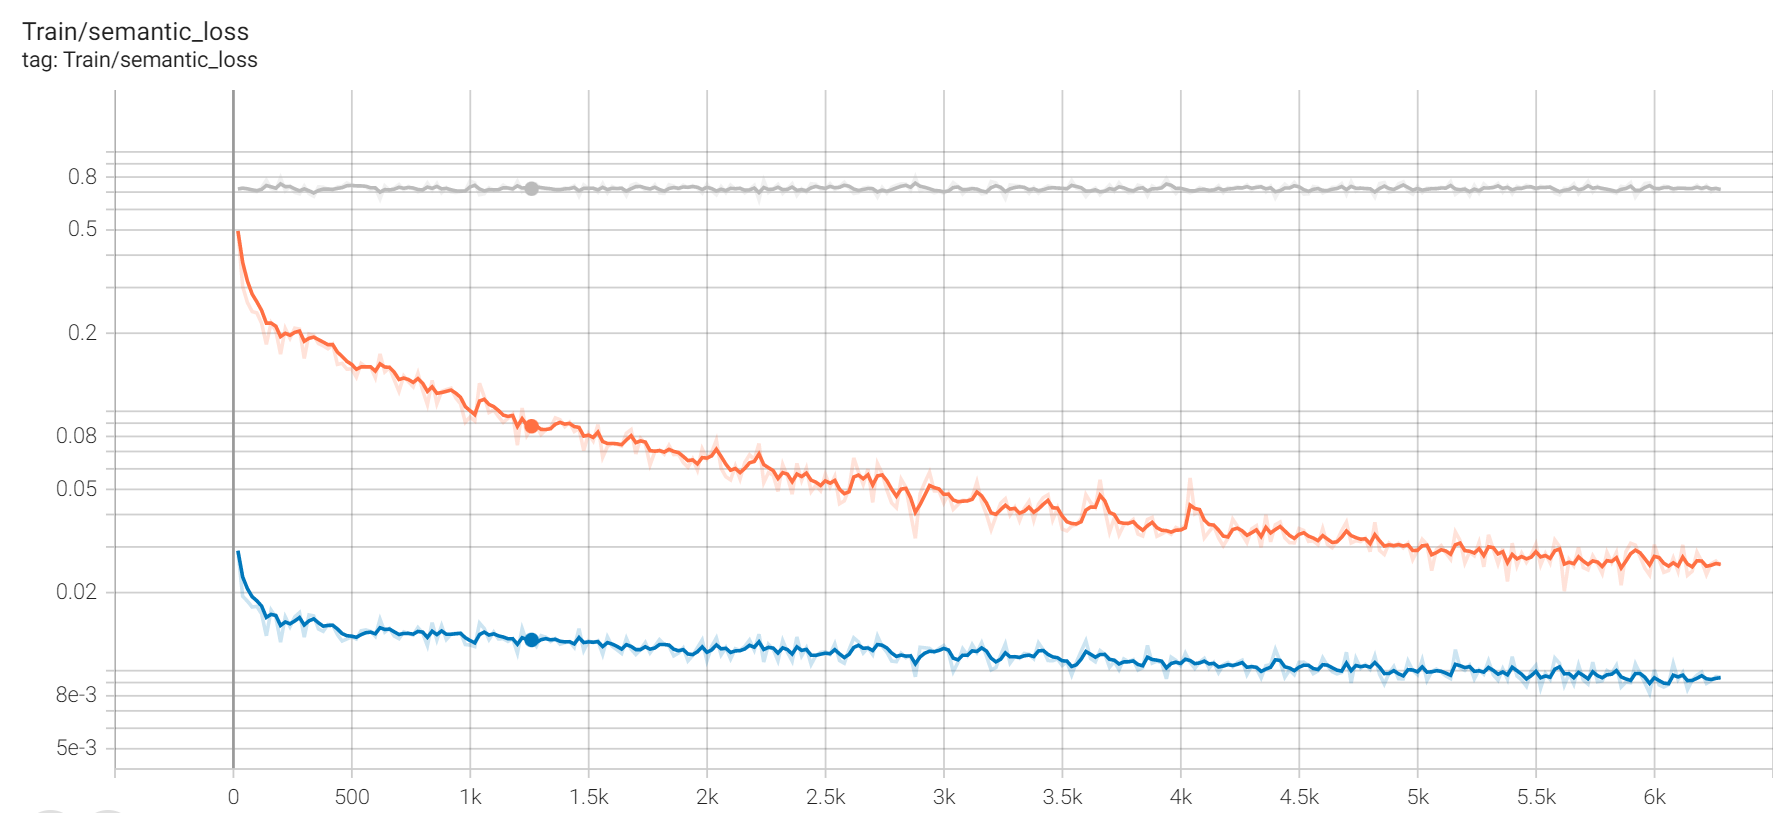 Train/semantic_loss
tag: Train/semantic_loss
0.8
0.5
0.2
0.08
0.05
0.02
8e-3
5e-3
0 500 1k 1.5k 2k 2.5k 3k 3.5k 4k 4.5k 5k 5.5k 6k